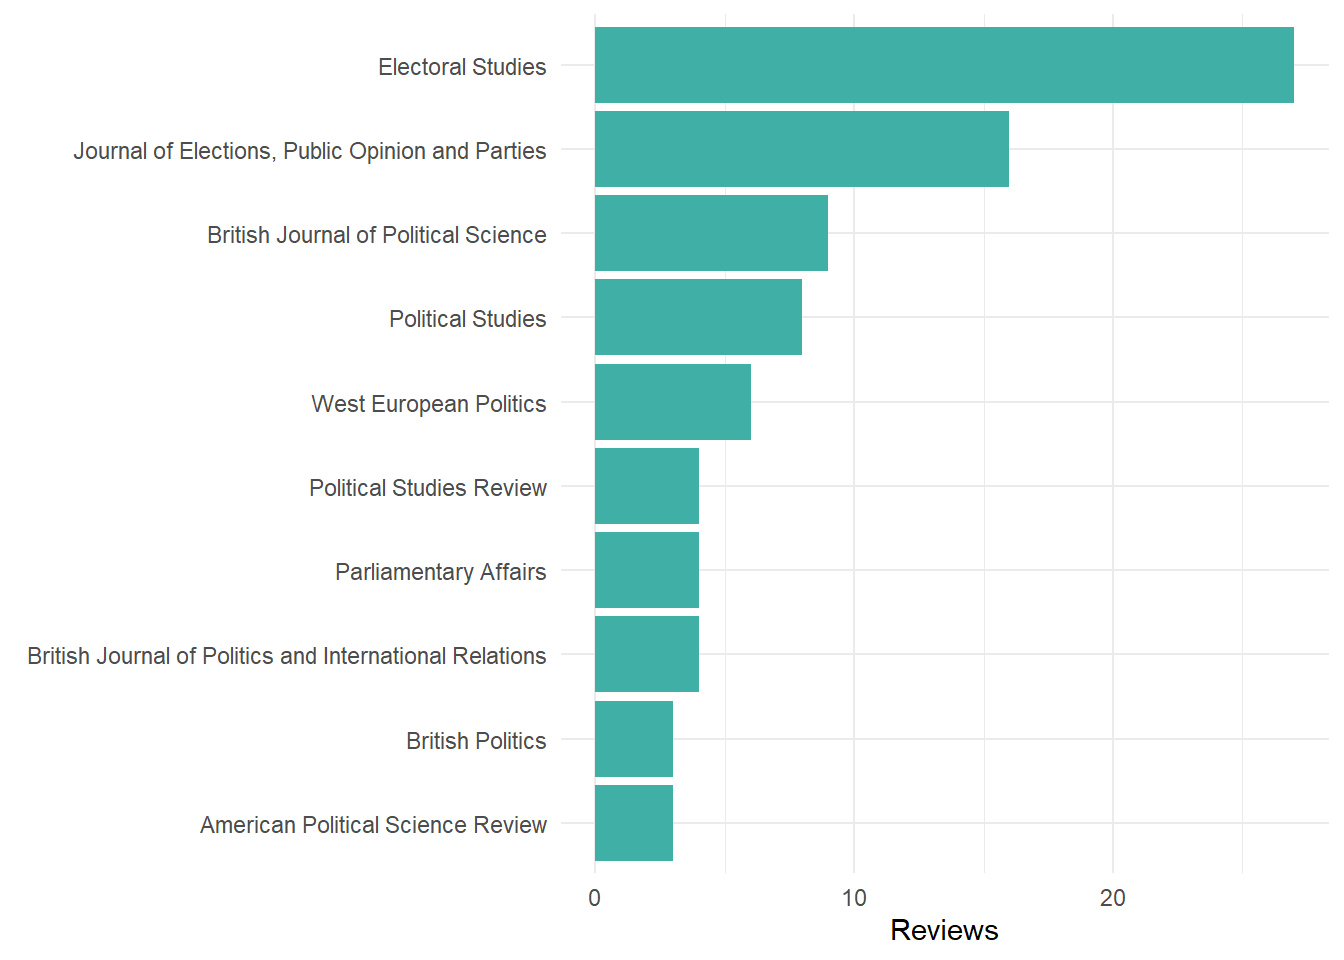 Electoral Studies
Journal of Elections, Public Opinion and Parties
British Journal of Political Science
Political Studies
West European Politics
Political Studies Review
Parliamentary Affairs
British Journal of Politics and International Relations
British Politics
American Political Science Review
0 10 20
Reviews